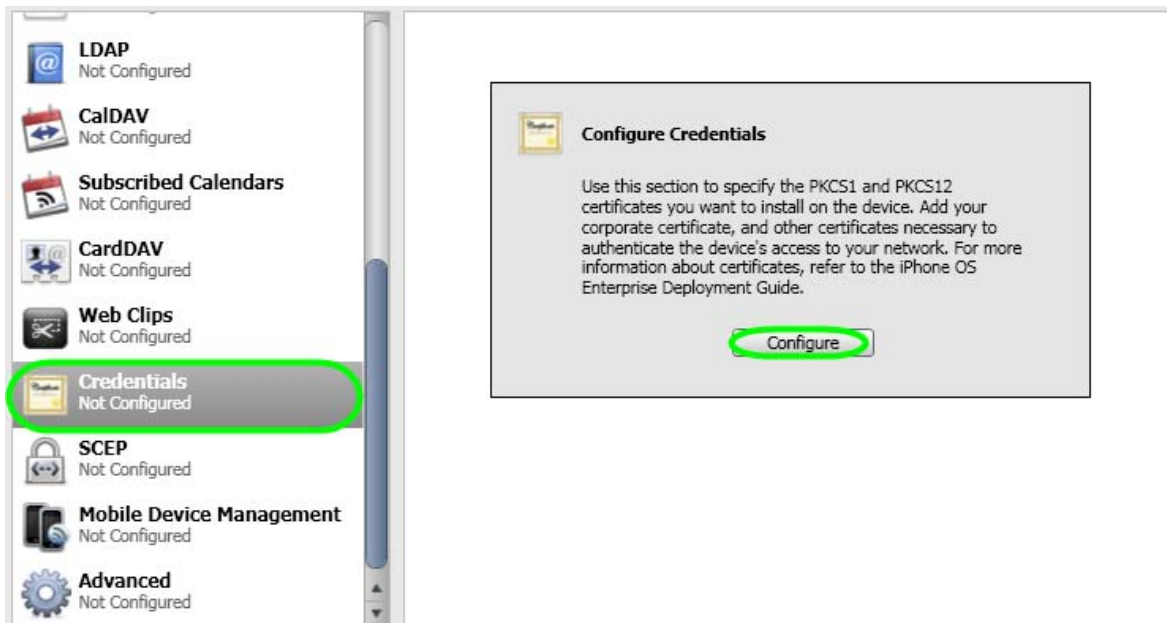 LDAP
Not Configured
CalDAV
Not Configured
Subscribed Calendars
Not Configured
CardDAV
Not Configured
Web Clips
Not Configured
Credentials
Not Configured
SCEP
Not Configured
Mobile Device Management
Not Configured
Advanced
Not Configured
Configure Credentials
Use this section to specify the PKCS1 and PKCS12
certificates you want to install on the device. Add your
corporate certificate, and other certificates necessary to
authenticate the device's access to your network. For more
information about certificates, refer to the iPhone OS
Enterprise Deployment Guide.
Configure